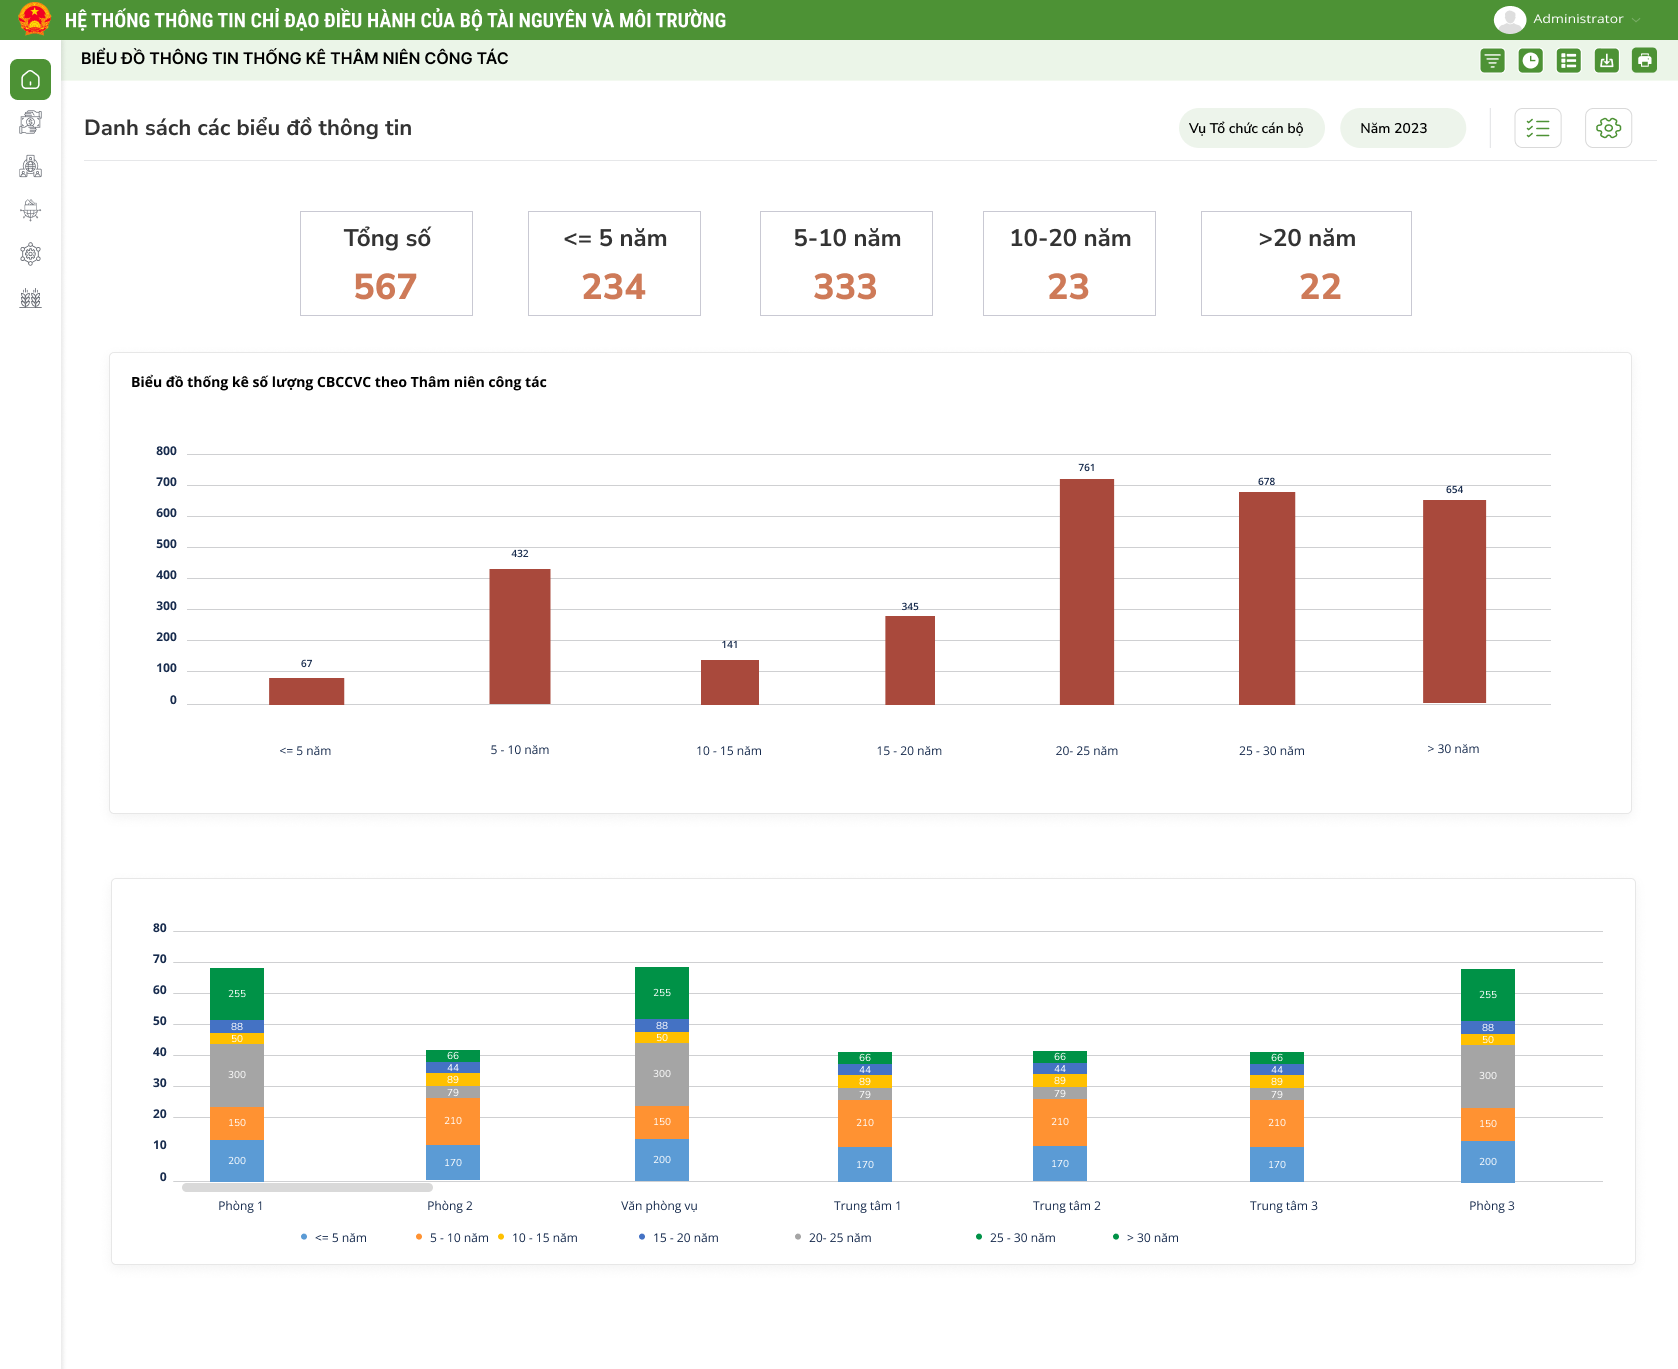 HỆ THỐNG THÔNG TIN CHỈ ĐẠO ĐIỀU HÀNH CỦA BỘ TÀI NGUYÊN VÀ MÔI TRƯỜNG
Administrator
BIỂU ĐỒ THÔNG TIN THỐNG KÊ THÂM NIÊN CÔNG TÁC
Danh sách các biểu đồ thông tin
Vụ Tổ chức cán bộ
Năm 2023
Tổng số
567
<= 5 năm
234
5-10 năm
333
10-20 năm
23
>20 năm
22
Biểu đồ thống kê số lượng CBCCVC theo Thâm niên công tác
800
700
600
500
400
300
200
100
0
67
432
141
345
761
678
654
<= 5 năm
5 - 10 năm
10 - 15 năm
15 - 20 năm
20- 25 năm
25 - 30 năm
> 30 năm
80
70
60
50
40
30
20
10
0
255
88
50
300
150
200
66
44
89
79
210
170
255
88
50
300
150
200
66
44
89
79
210
170
66
44
89
79
210
170
66
44
89
79
210
170
255
88
50
300
150
200
Phòng 1
Phòng 2
Văn phòng vụ
Trung tâm 1
Trung tâm 2
Trung tâm 3
Phòng 3
<= 5 năm
5 - 10 năm
10 - 15 năm
15 - 20 năm
20- 25 năm
25 - 30 năm
> 30 năm